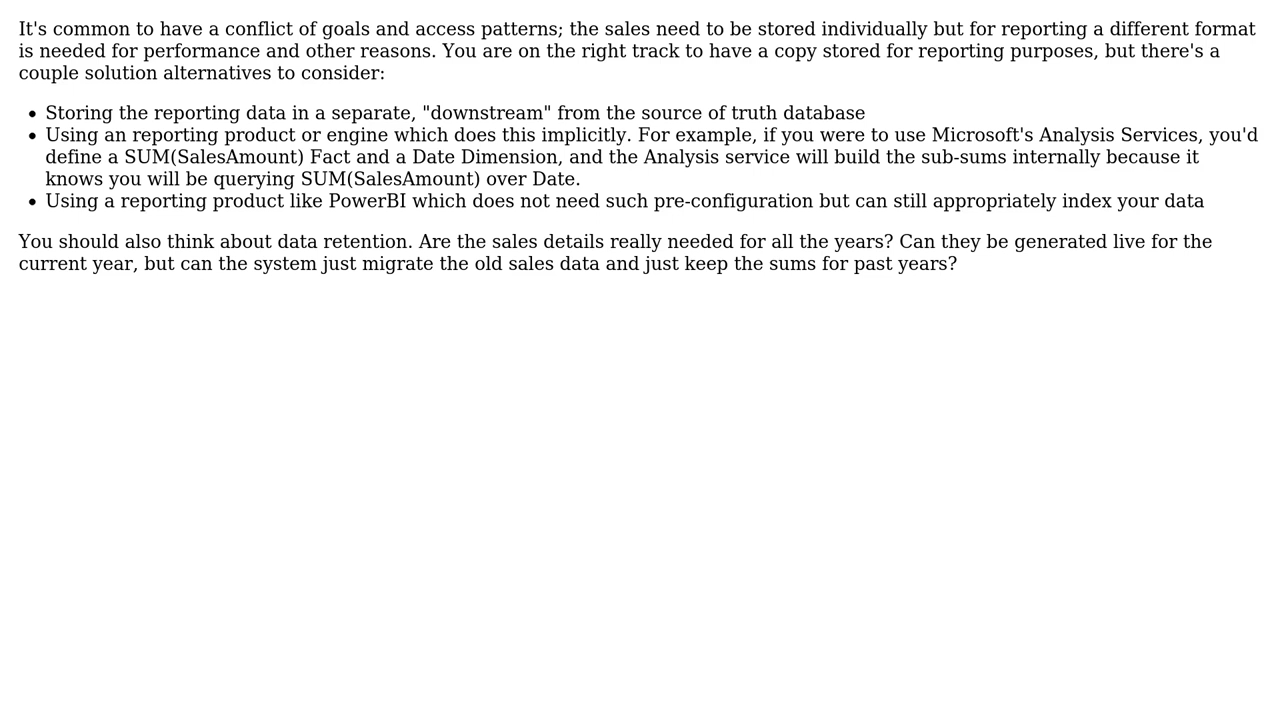 It's common to have a conflict of goals and access patterns; the sales need to be stored individually but for reporting a different format
is needed for performance and other reasons. You are on the right track to have a copy stored for reporting purposes, but there's a
couple solution alternatives to consider:
• Storing the reporting data in a separate, "downstream" from the source of truth database
• Using an reporting product or engine which does this implicitly. For example, if you were to use Microsoft's Analysis Services, you'd
define a SUM(SalesAmount) Fact and a Date Dimension, and the Analysis service will build the sub-sums internally because it
knows you will be querying SUM(SalesAmount) over Date.
• Using a reporting product like PowerBI which does not need such pre-configuration but can still appropriately index your data
You should also think about data retention. Are the sales details really needed for all the years? Can they be generated live for the
current year, but can the system just migrate the old sales data and just keep the sums for past years?